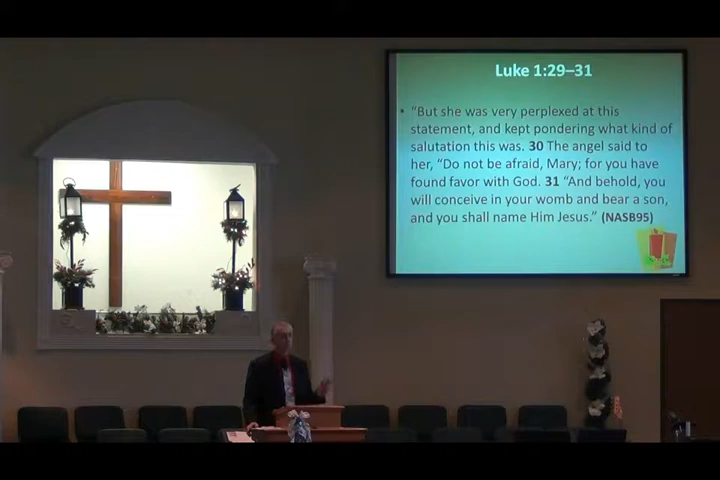 Luke 1:29–31
• “But she was very perplexed at this
statement, and kept pondering what kind of
salutation this was. 30 The angel said to
her, “Do not be afraid, Mary; for you have
found favor with God. 31 “And behold, you
will conceive in your womb and bear a son,
and you shall name Him Jesus.” (NASB95)